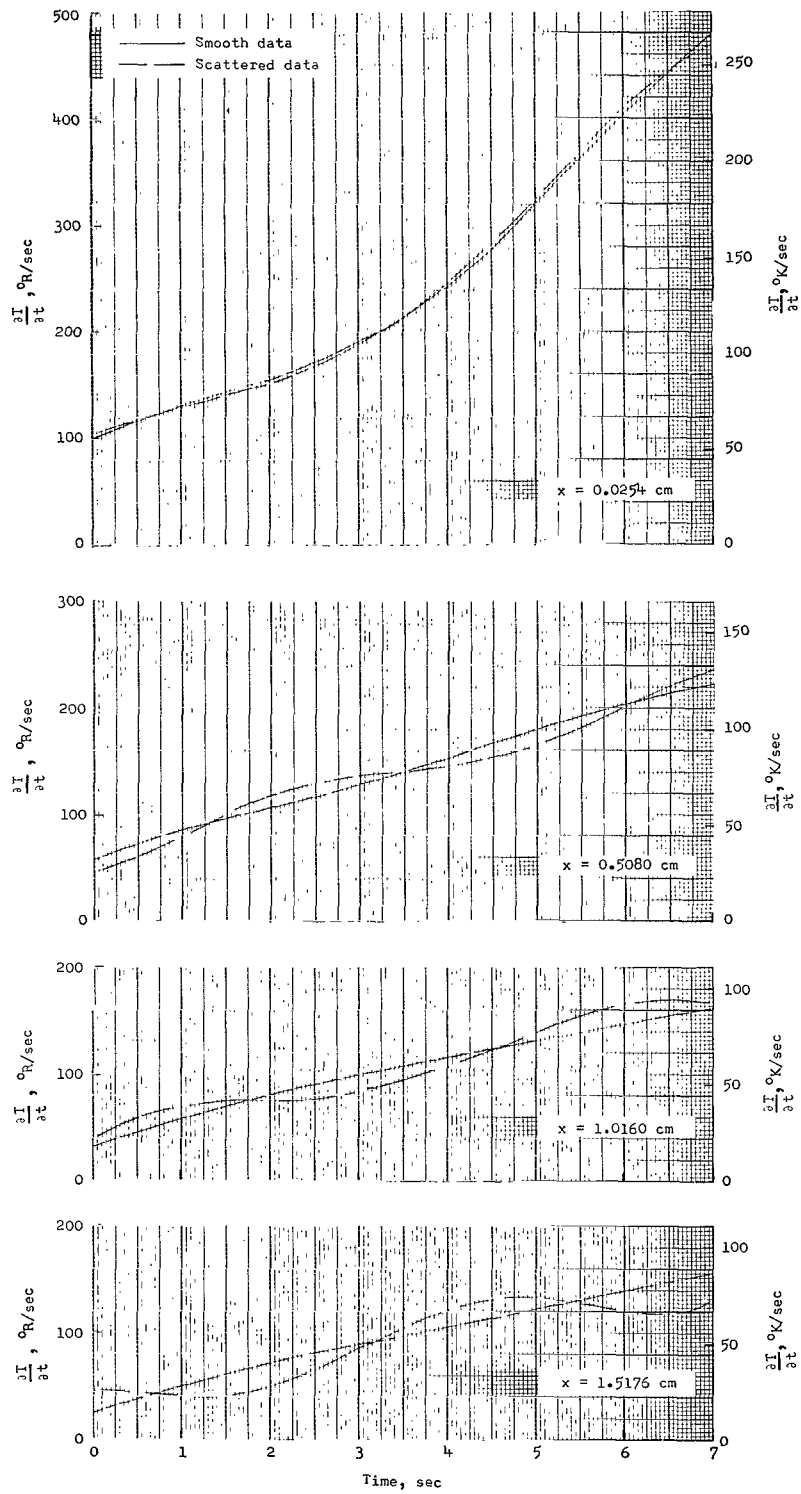 500
Smooth data
Scattered data
250
400
200
300
∂T/∂t , °R/sec
150
∂T/∂t, °K/sec
200
100
100
50
x = 0.0254 cm
0
0
300
150
200
∂T/∂t , °R/sec
100
∂T/∂t, °K/sec
100
50
x = 0.5080 cm
0
0
200
100
∂T/∂t , °R/sec
100
50
∂T/∂t, °K/sec
x = 1.0160 cm
0
0
200
100
∂T/∂t , °R/sec
100
50
∂T/∂t, °K/sec
x = 1.5176 cm
0
0
0 1 2 3 4 5 6 7
Time, sec